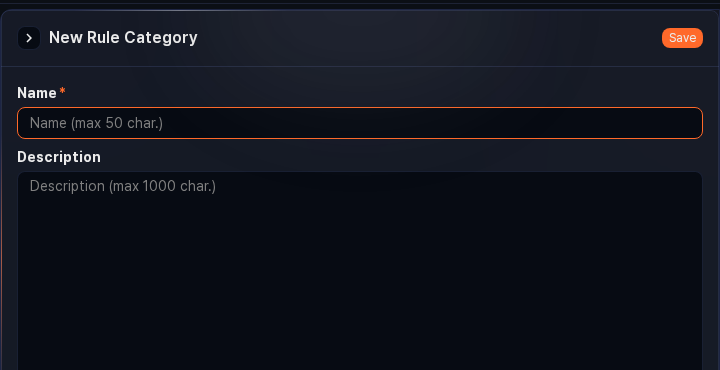 New Rule Category
Save
Name*
Name (max 50 char.)
Description
Description (max 1000 char.)